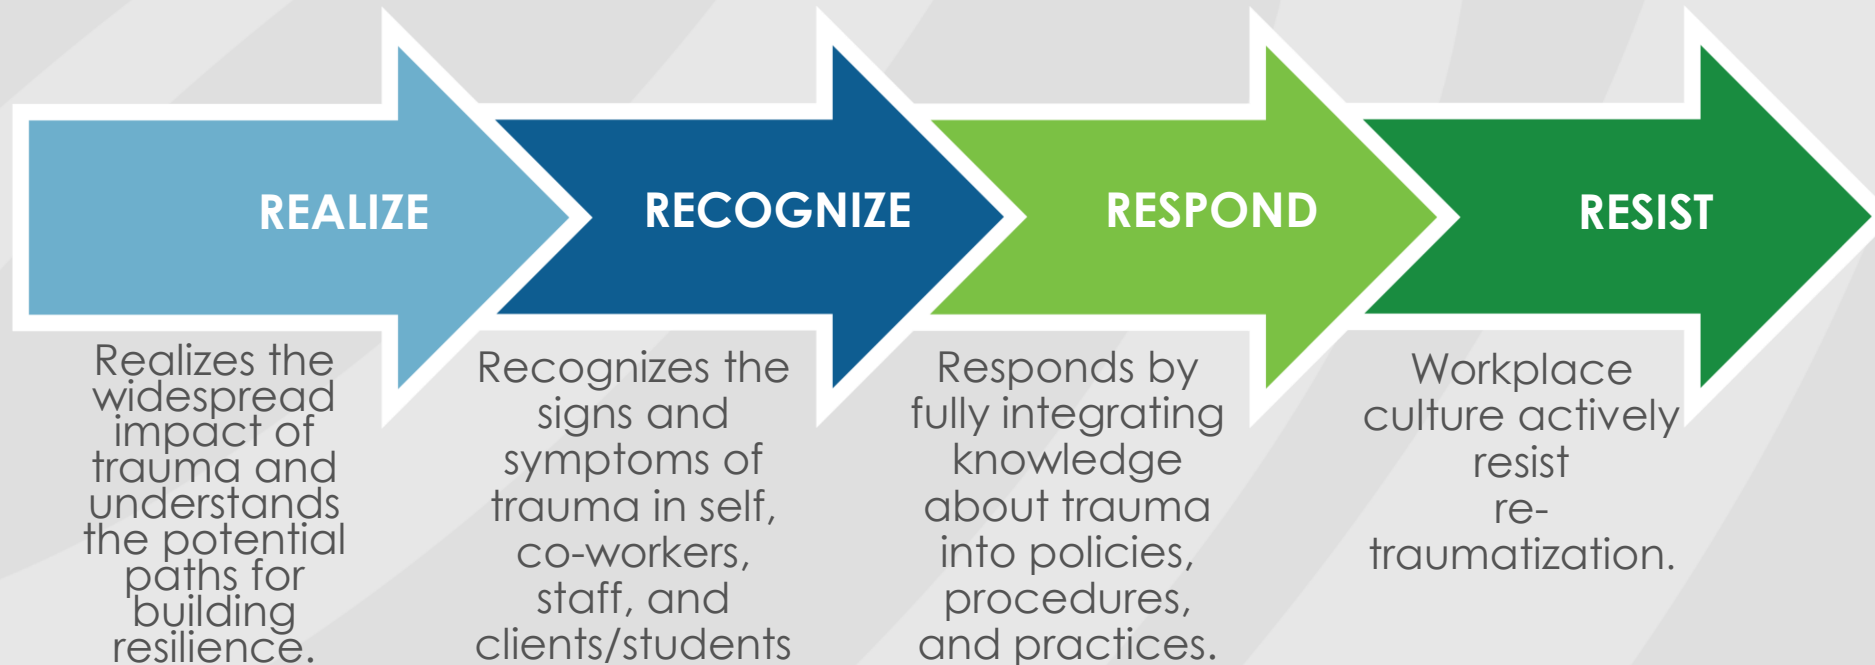 REALIZE
RECOGNIZE
RESPOND
RESIST
Realizes the
widespread
impact of
trauma and
understands
the potential
paths for
building
resilience.
Recognizes the
signs and
symptoms of
trauma in self,
co-workers,
staff, and
clients/students
Responds by
fully integrating
knowledge
about trauma
into policies,
procedures,
and practices.
Workplace
culture actively
resist
re-
traumatization.